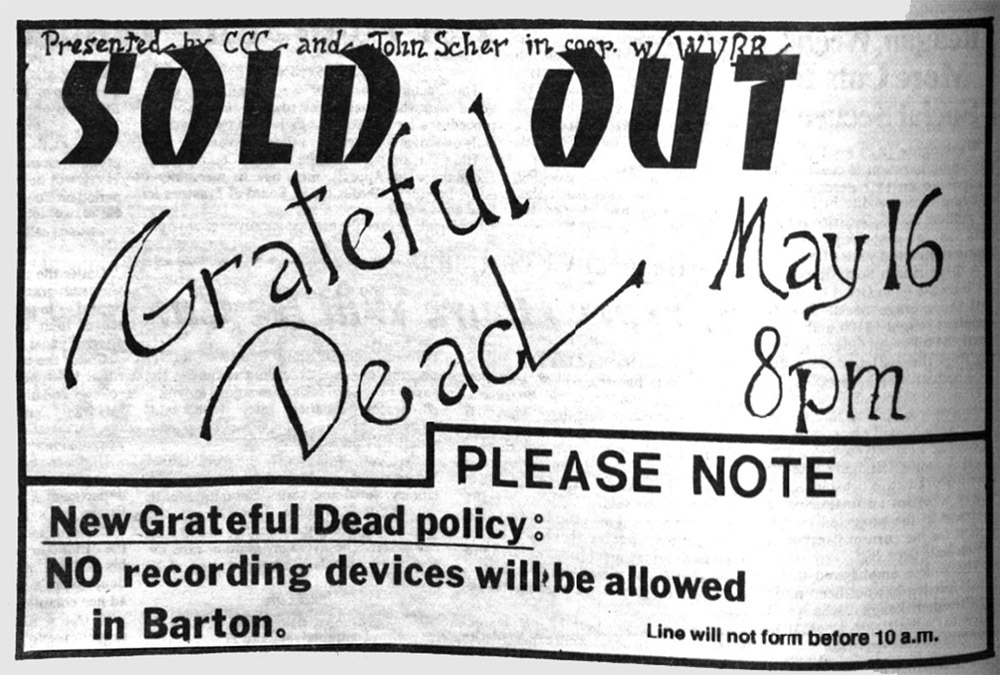 Presented by CCC and John Scher in coop. w/ WVBR
SOLD OUT
Grateful
Dead
May 16
8pm
PLEASE NOTE
New Grateful Dead policy:
NO recording devices will be allowed
in Barton.
Line will not form before 10 a.m.